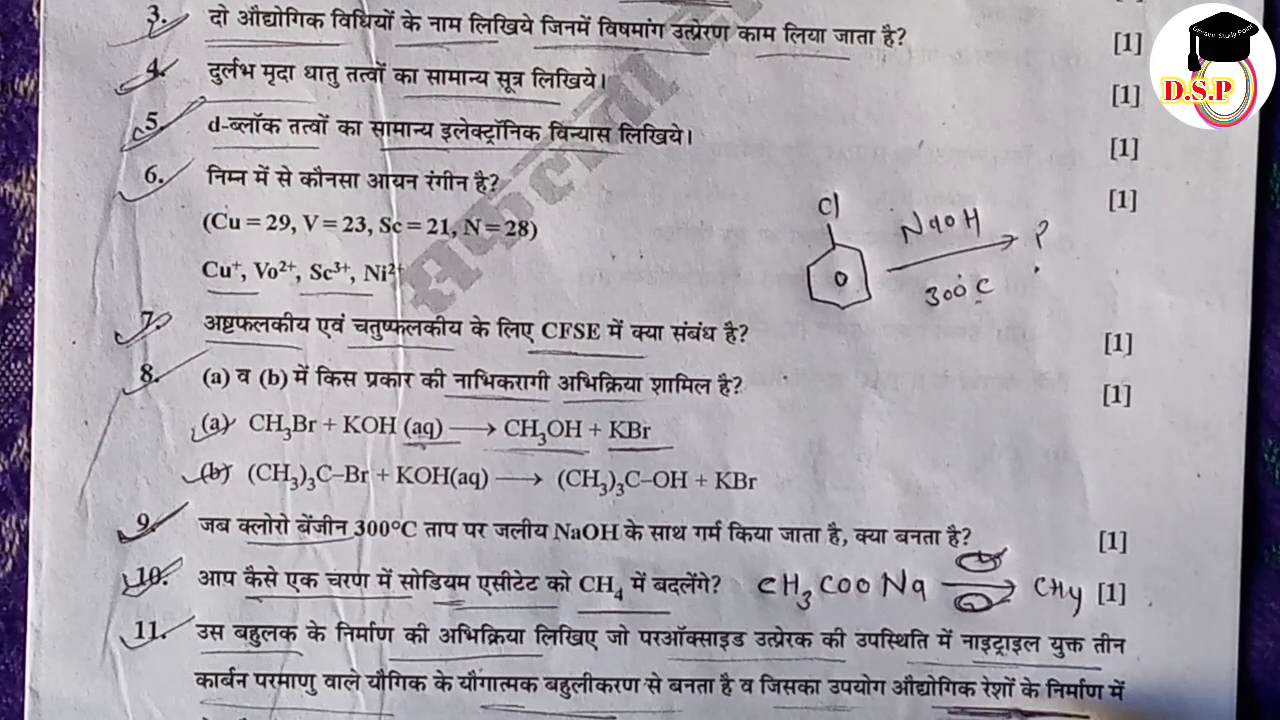 3. दो औद्योगिक विधियों के नाम लिखिये जिनमें विषमांग उत्प्रेरण काम लिया जाता है? [1]
4. दुर्लभ मृदा धातु तत्वों का सामान्य सूत्र लिखिये। [1]
5. d-ब्लॉक तत्वों का सामान्य इलेक्ट्रॉनिक विन्यास लिखिये। [1]
6. निम्न में से कौनसा आयन रंगीन है? [1]
(Cu = 29, V = 23, Sc = 21, N = 28)
Cu⁺, Vo²⁺, Sc³⁺, Ni²⁺
Cl
NaOH
?
300°C
7. अष्टफलकीय एवं चतुष्फलकीय के लिए CFSE में क्या संबंध है? [1]
8. (a) व (b) में किस प्रकार की नाभिकरागी अभिक्रिया शामिल है? [1]
(a) CH₃Br + KOH (aq) ⟶ CH₃OH + KBr
(b) (CH₃)₃C–Br + KOH(aq) ⟶ (CH₃)₃C–OH + KBr
9. जब क्लोरो बेंजीन 300°C ताप पर जलीय NaOH के साथ गर्म किया जाता है, क्या बनता है? [1]
10. आप कैसे एक चरण में सोडियम एसीटेट को CH₄ में बदलेंगे? CH₃COONa ⟶ CH₄ [1]
11. उस बहुलक के निर्माण की अभिक्रिया लिखिए जो परऑक्साइड उत्प्रेरक की उपस्थिति में नाइट्राइल युक्त तीन
कार्बन परमाणु वाले यौगिक के यौगात्मक बहुलीकरण से बनता है व जिसका उपयोग औद्योगिक रेशों के निर्माण में
सफलता
D.S.P